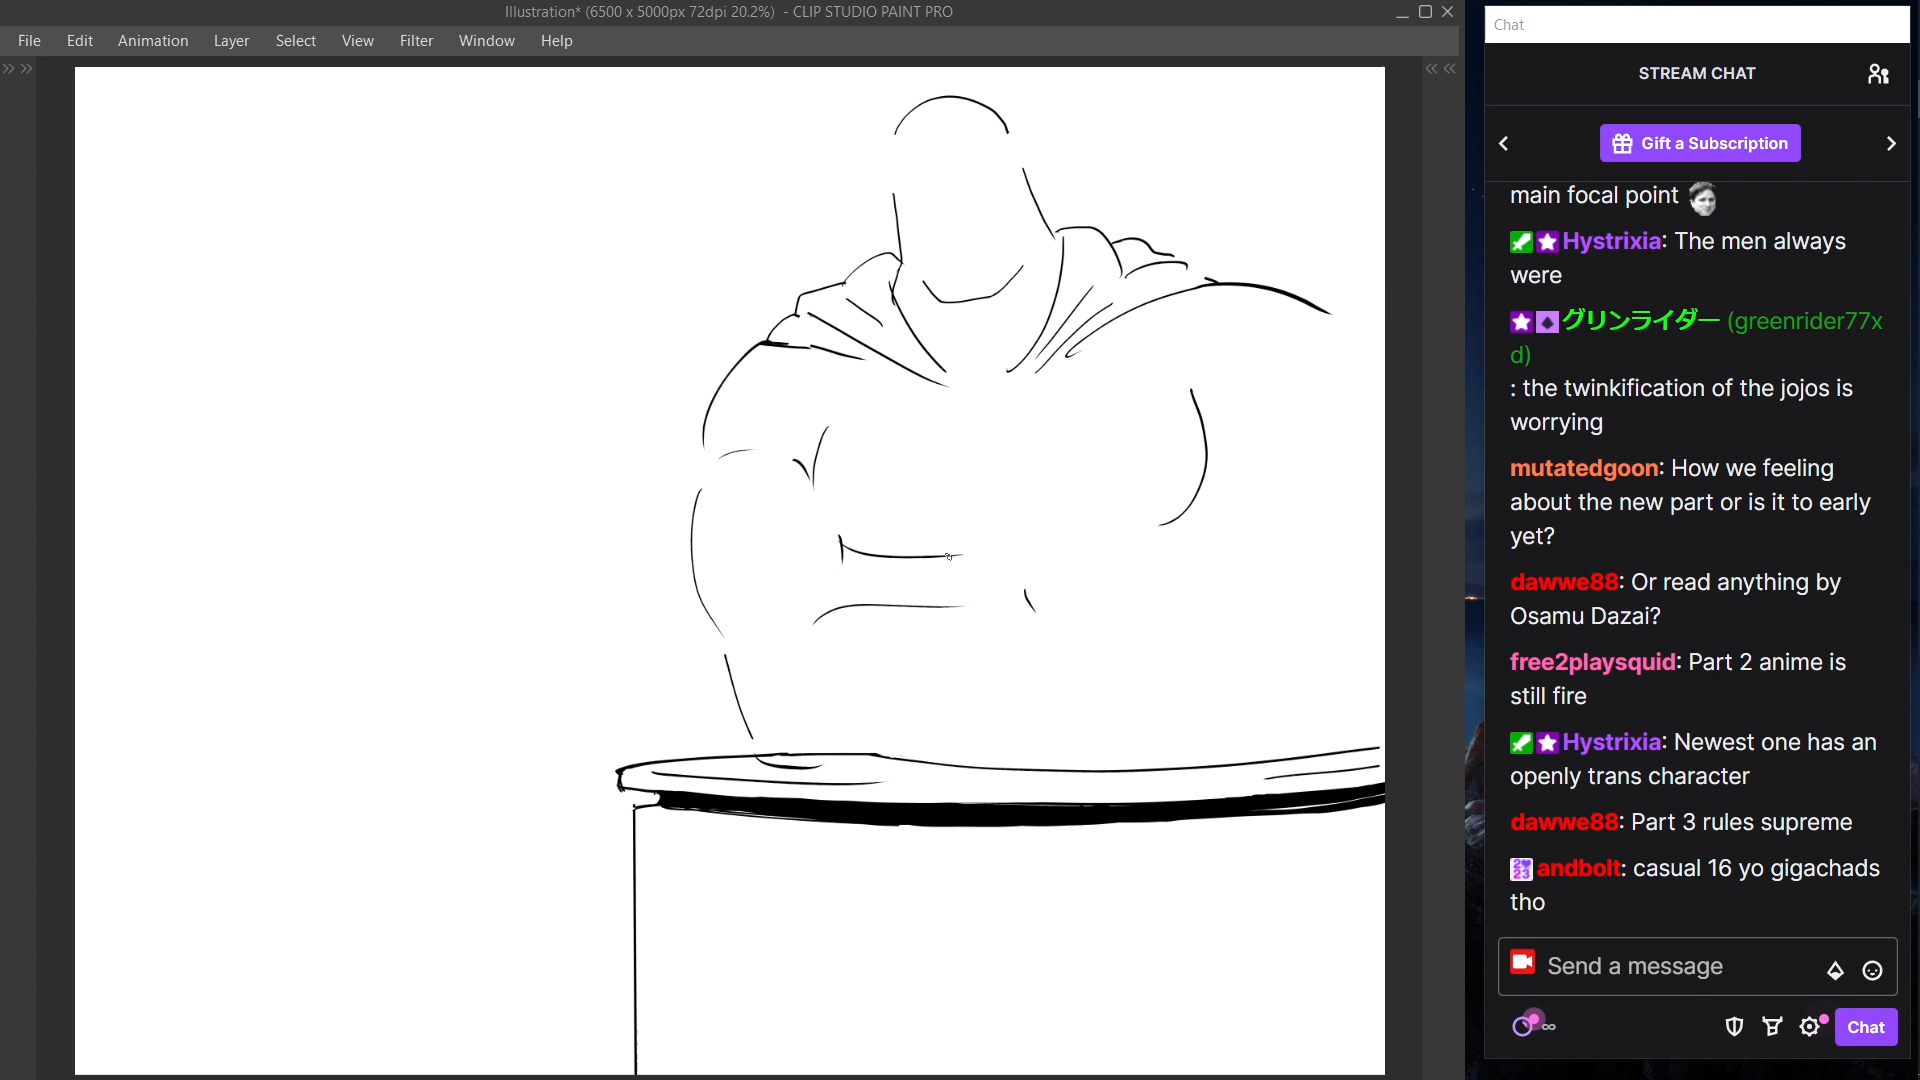 Illustration* (6500 x 5000px 72dpi 20.2%) - CLIP STUDIO PAINT PRO
File Edit Animation Layer Select View Filter Window Help
Chat
STREAM CHAT
Gift a Subscription
main focal point
Hystrixia: The men always
were
グリンライダー (greenrider77x
d)
: the twinkification of the jojos is
worrying
mutatedgoon: How we feeling
about the new part or is it to early
yet?
dawwe88: Or read anything by
Osamu Dazai?
free2playsquid: Part 2 anime is
still fire
Hystrixia: Newest one has an
openly trans character
dawwe88: Part 3 rules supreme
andbolt: casual 16 yo gigachads
tho
Send a message
Chat